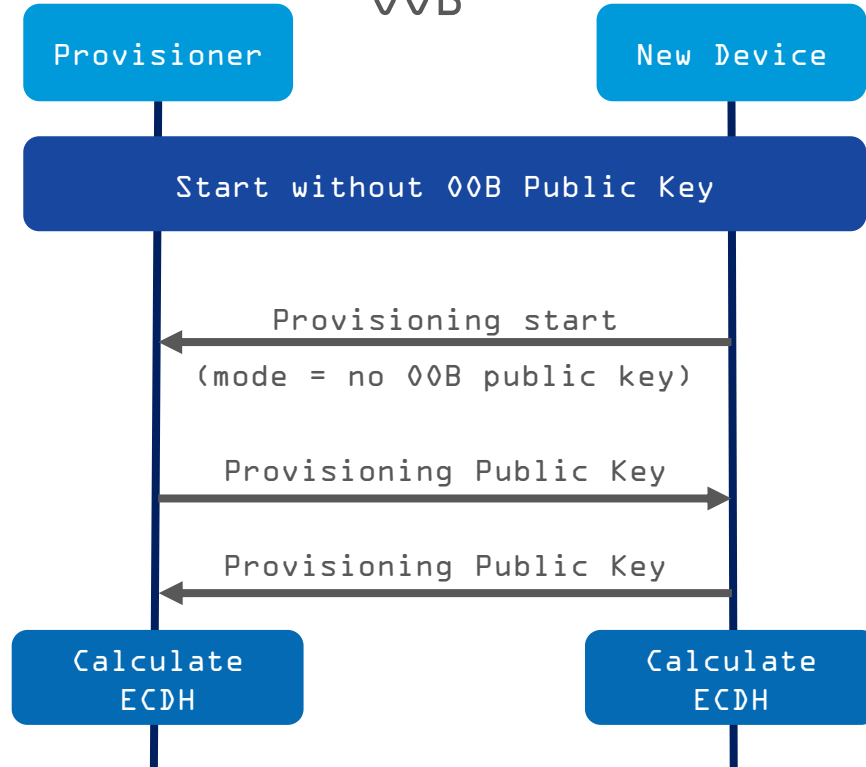 OOB
Provisioner
New Device
Start without OOB Public Key
Provisioning start
(mode = no OOB public key)
Provisioning Public Key
Provisioning Public Key
Calculate
ECDH
Calculate
ECDH